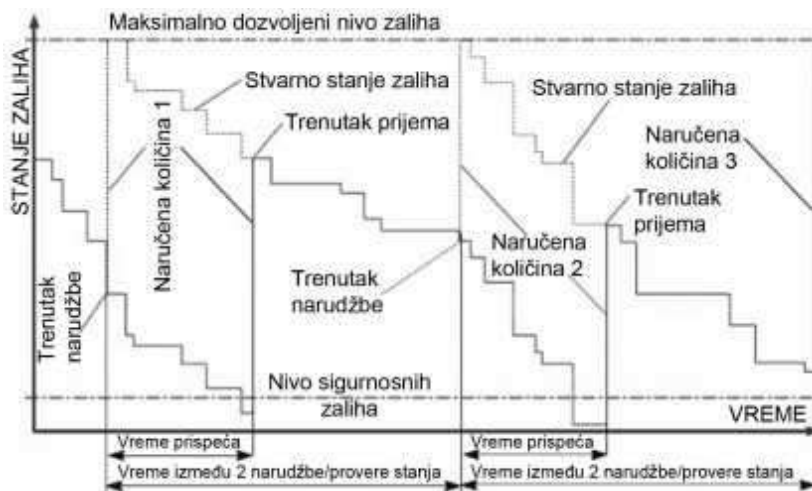 Maksimalno dozvoljeni nivo zaliha
STANJE ZALIHA
Stvarno stanje zaliha
Stvarno stanje zaliha
Trenutak prijema
Naručena količina 1
Naručena
količina 3
Trenutak
prijema
Naručena
količina 2
Trenutak
narudžbe
Trenutak
narudžbe
Nivo sigurnosnih
zaliha
VREME
Vreme prispeča
Vreme prispeča
Vreme između 2 narudžbe/provere stanja
Vreme između 2 narudžbe/provere stanja